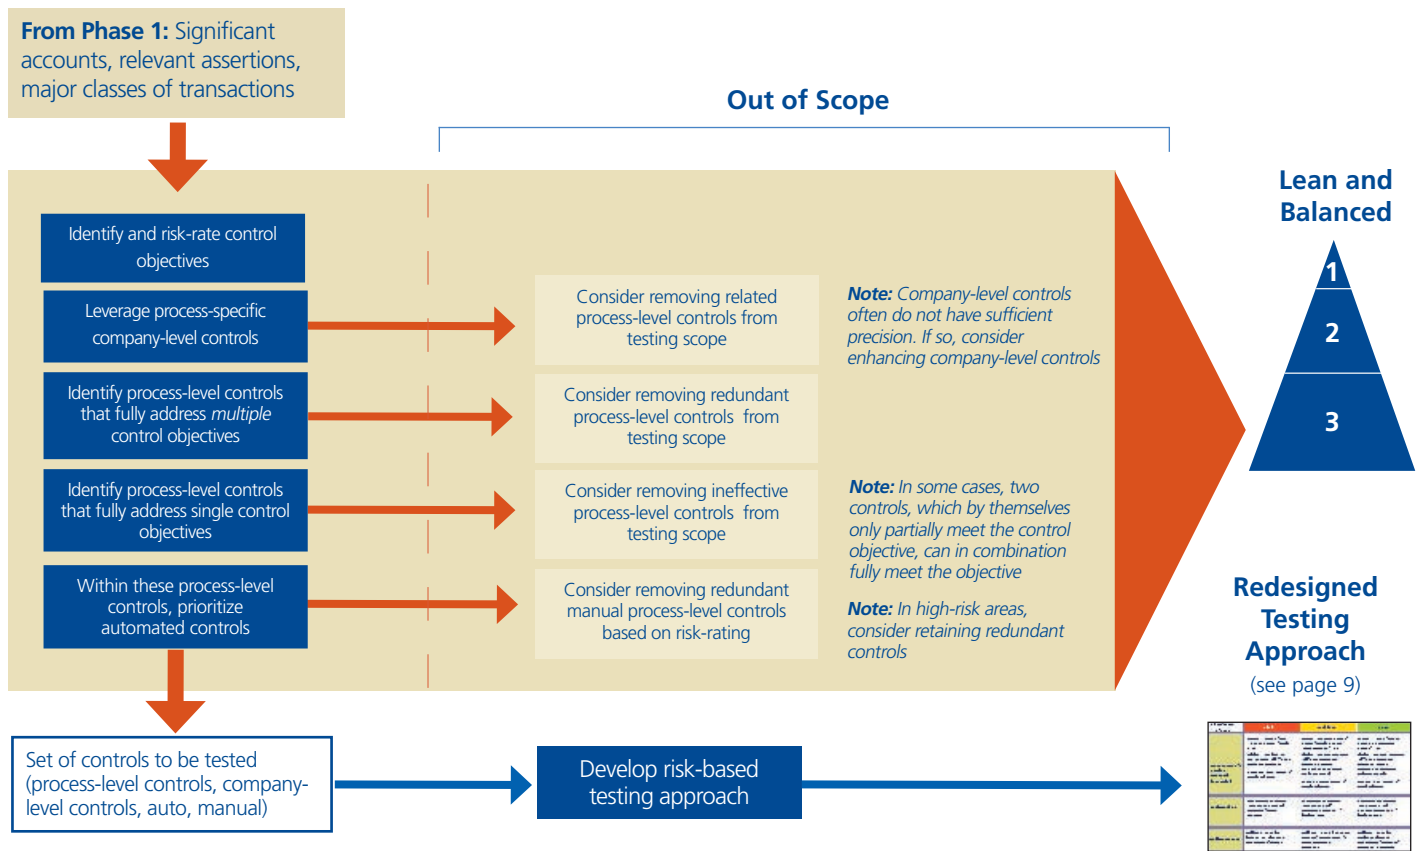 From Phase 1: Significant
accounts, relevant assertions,
major classes of transactions
Out of Scope
Identify and risk-rate control
objectives
Leverage process-specific
company-level controls
Identify process-level controls
that fully address multiple
control objectives
Identify process-level controls
that fully address single control
objectives
Within these process-level
controls, prioritize
automated controls
Consider removing related
process-level controls from
testing scope
Consider removing redundant
process-level controls from
testing scope
Consider removing ineffective
process-level controls from
testing scope
Consider removing redundant
manual process-level controls
based on risk-rating
Note: Company-level controls
often do not have sufficient
precision. If so, consider
enhancing company-level controls
Note: In some cases, two
controls, which by themselves
only partially meet the control
objective, can in combination
fully meet the objective
Note: In high-risk areas,
consider retaining redundant
controls
Lean and
Balanced
1
2
3
Redesigned
Testing
Approach
(see page 9)
Set of controls to be tested
(process-level controls, company-
level controls, auto, manual)
Develop risk-based
testing approach